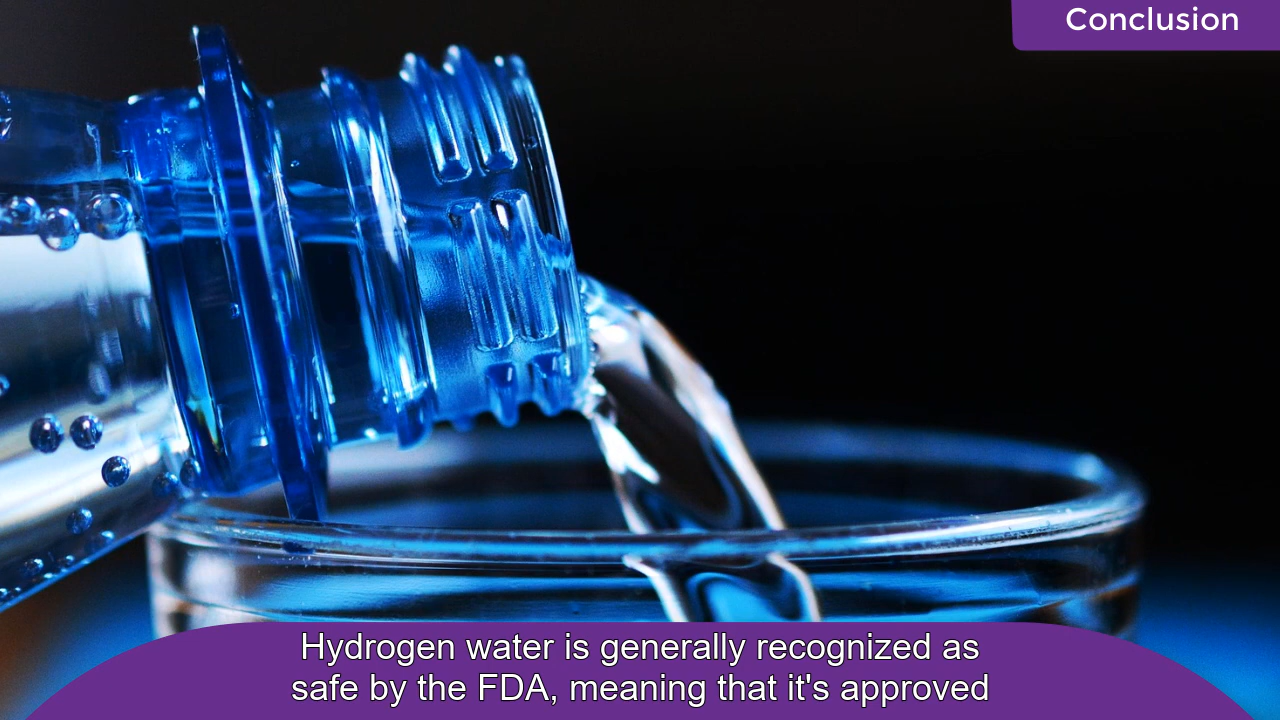 Conclusion
Hydrogen water is generally recognized as
safe by the FDA, meaning that it's approved